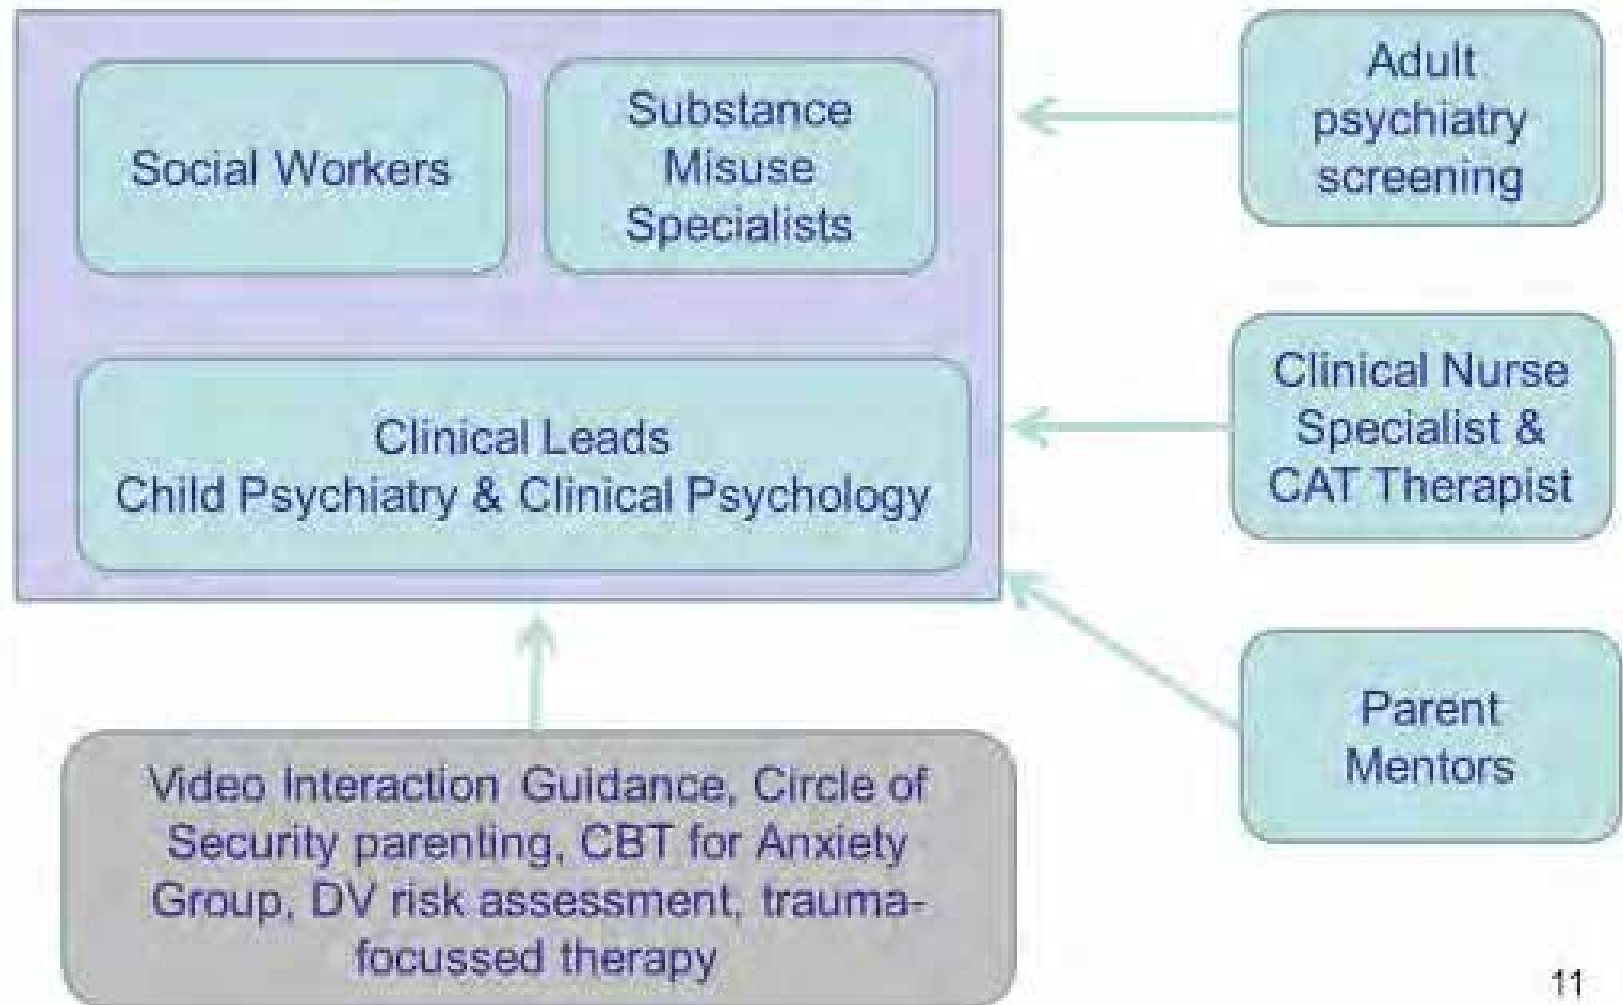 Social Workers
Substance
Misuse
Specialists
Clinical Leads
Child Psychiatry & Clinical Psychology
Adult
psychiatry
screening
Clinical Nurse
Specialist &
CAT Therapist
Parent
Mentors
Video Interaction Guidance, Circle of
Security parenting, CBT for Anxiety
Group, DV risk assessment, trauma-
focussed therapy
11